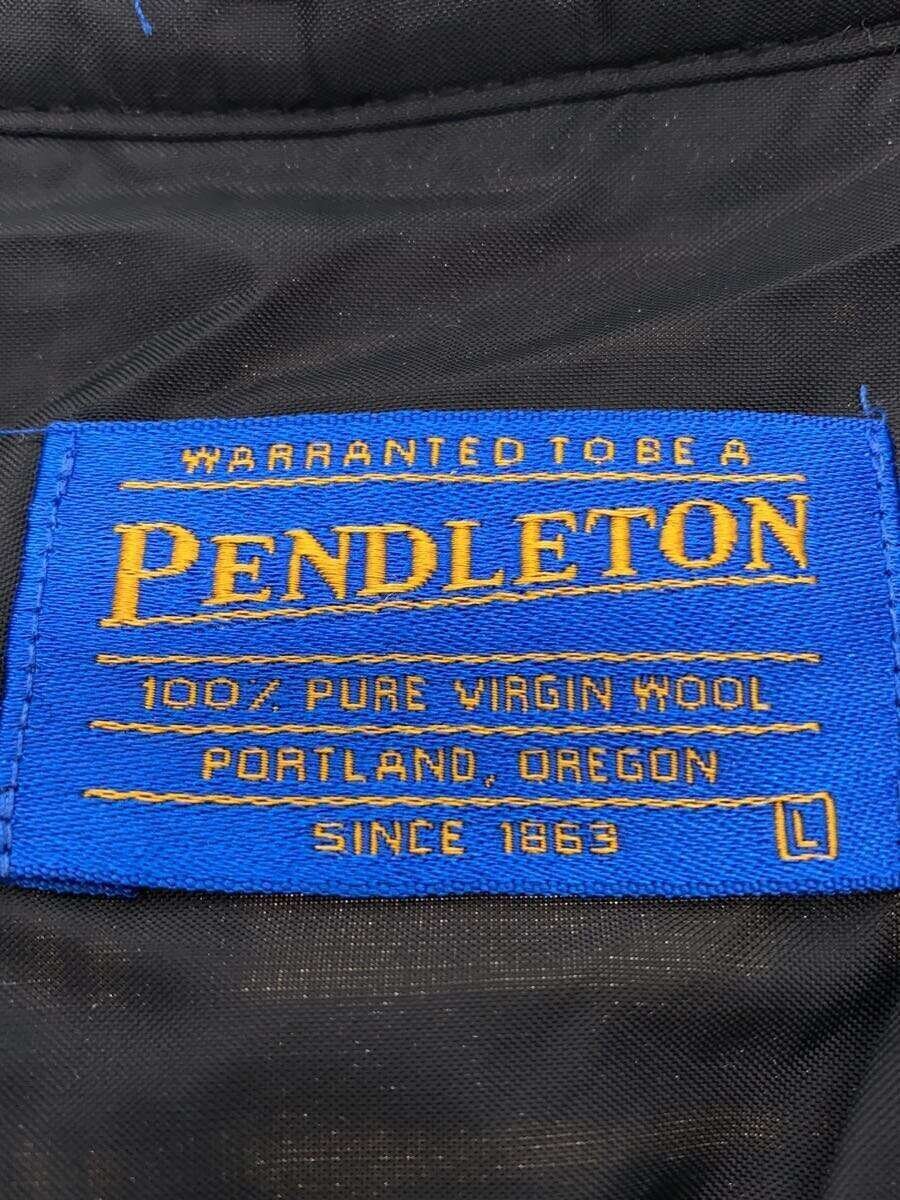 WARRANTED TO BE A
PENDLETON
100% PURE VIRGIN WOOL
PORTLAND, OREGON
SINCE 1863
L